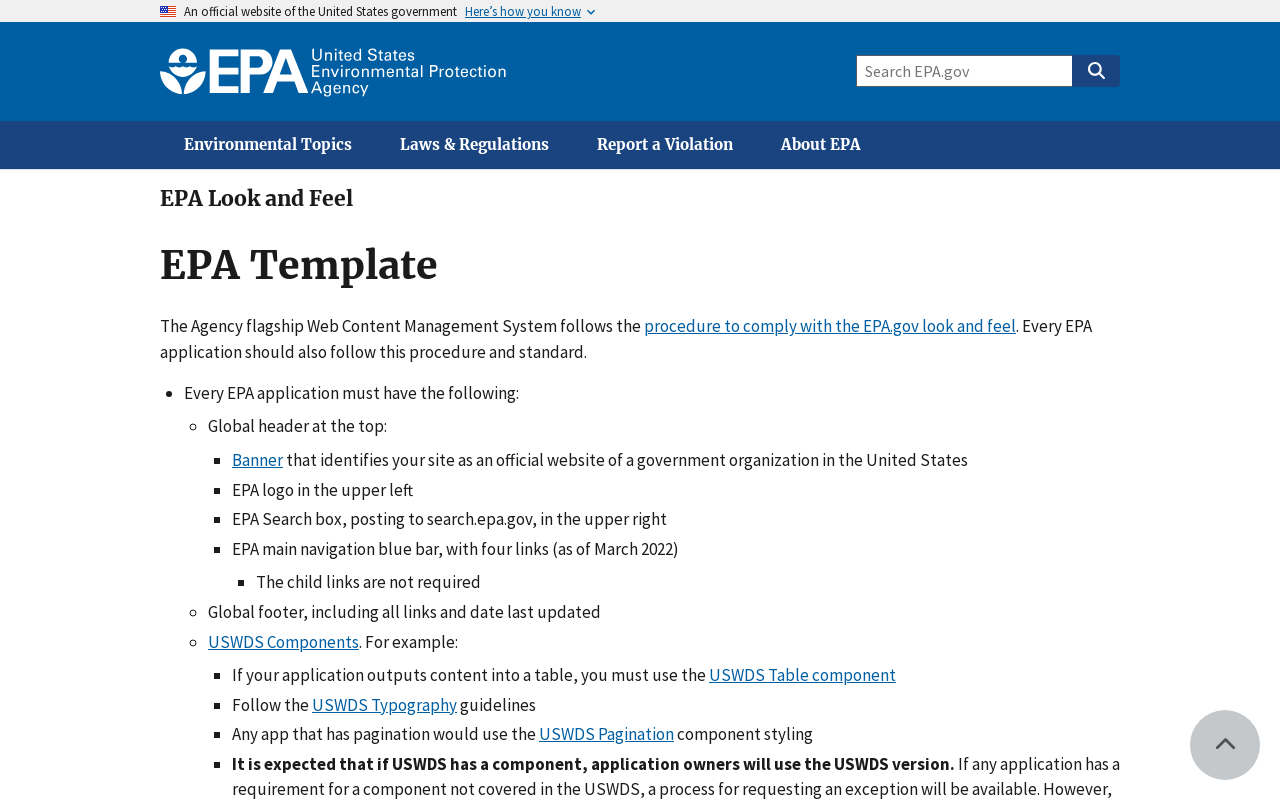 An official website of the United States government Here’s how you know
EPA United States
Environmental Protection
Agency
Search EPA.gov
Environmental Topics Laws & Regulations Report a Violation About EPA
EPA Look and Feel
EPA Template
The Agency flagship Web Content Management System follows the procedure to comply with the EPA.gov look and feel. Every EPA
application should also follow this procedure and standard.
Every EPA application must have the following:
Global header at the top:
Banner that identifies your site as an official website of a government organization in the United States
EPA logo in the upper left
EPA Search box, posting to search.epa.gov, in the upper right
EPA main navigation blue bar, with four links (as of March 2022)
The child links are not required
Global footer, including all links and date last updated
USWDS Components. For example:
If your application outputs content into a table, you must use the USWDS Table component
Follow the USWDS Typography guidelines
Any app that has pagination would use the USWDS Pagination component styling
It is expected that if USWDS has a component, application owners will use the USWDS version. If any application has a
requirement for a component not covered in the USWDS, a process for requesting an exception will be available. However,